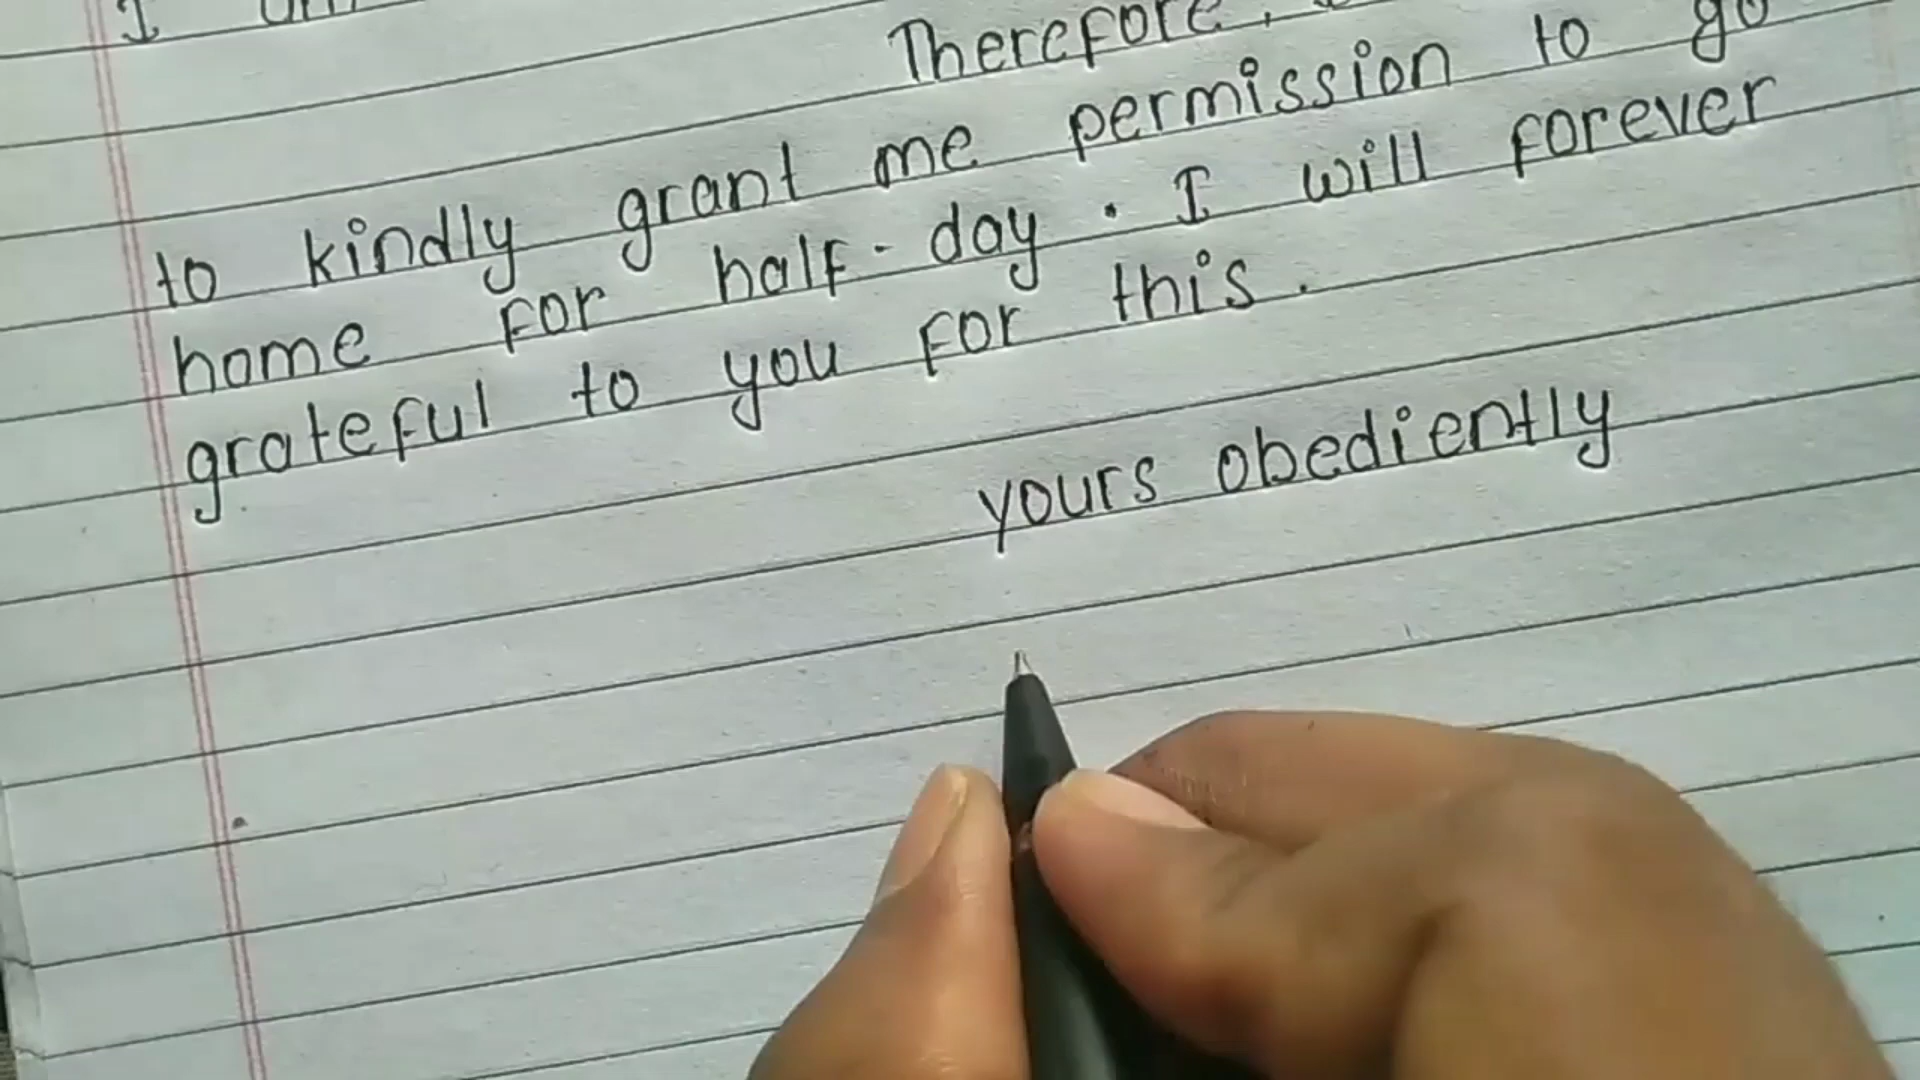 I am
Therefore,
to kindly grant me permission to go
home for half-day. I will forever
grateful to you for this.
yours obediently